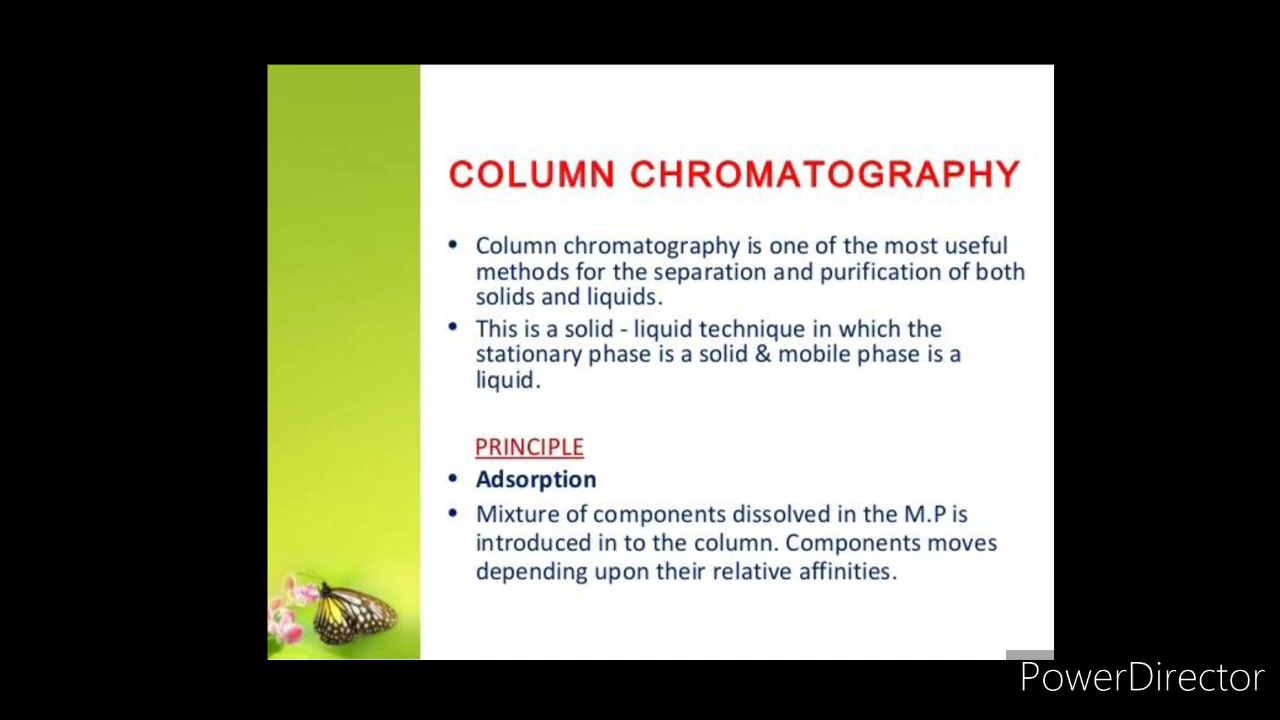 COLUMN CHROMATOGRAPHY
• Column chromatography is one of the most useful
methods for the separation and purification of both
solids and liquids.
• This is a solid - liquid technique in which the
stationary phase is a solid & mobile phase is a
liquid.
PRINCIPLE
• Adsorption
• Mixture of components dissolved in the M.P is
introduced in to the column. Components moves
depending upon their relative affinities.
PowerDirector